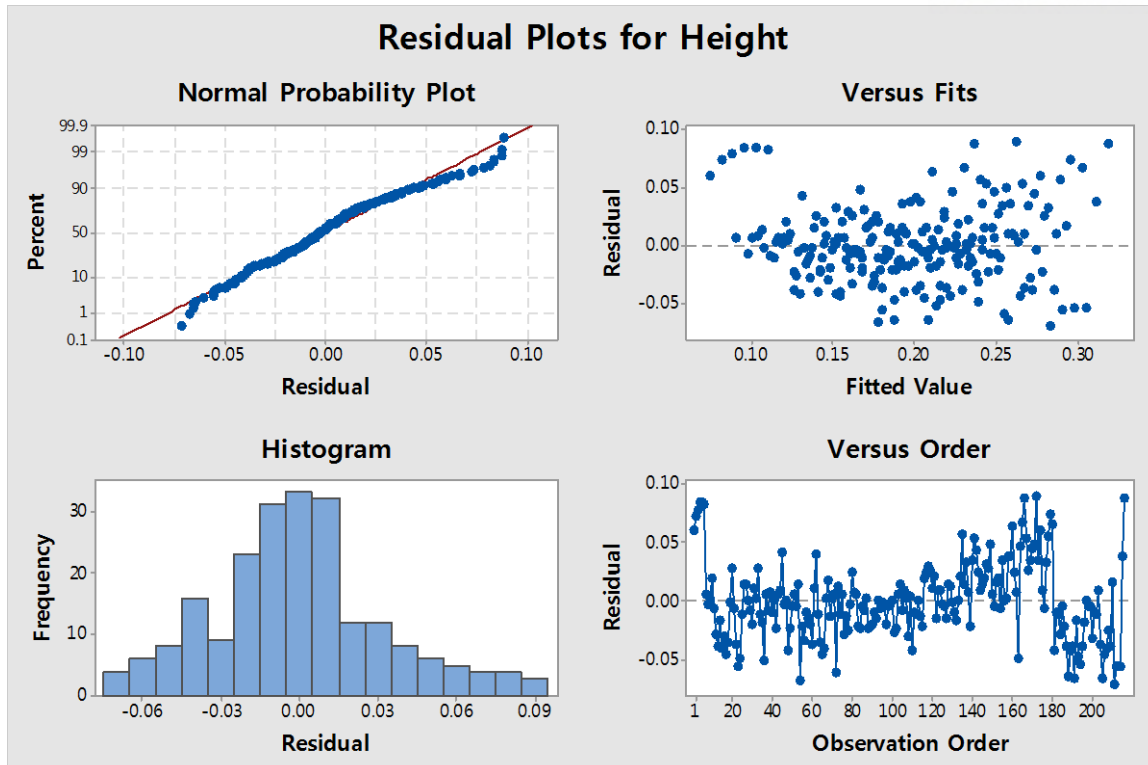 Residual Plots for Height
Normal Probability Plot
Percent
99.9
99
90
50
10
1
0.1
-0.10 -0.05 0.00 0.05 0.10
Residual
Versus Fits
Residual
0.10
0.05
0.00
-0.05
0.10 0.15 0.20 0.25 0.30
Fitted Value
Histogram
Frequency
30
20
10
0
-0.06 -0.03 0.00 0.03 0.06 0.09
Residual
Versus Order
Residual
0.10
0.05
0.00
-0.05
1 20 40 60 80 100 120 140 160 180 200
Observation Order